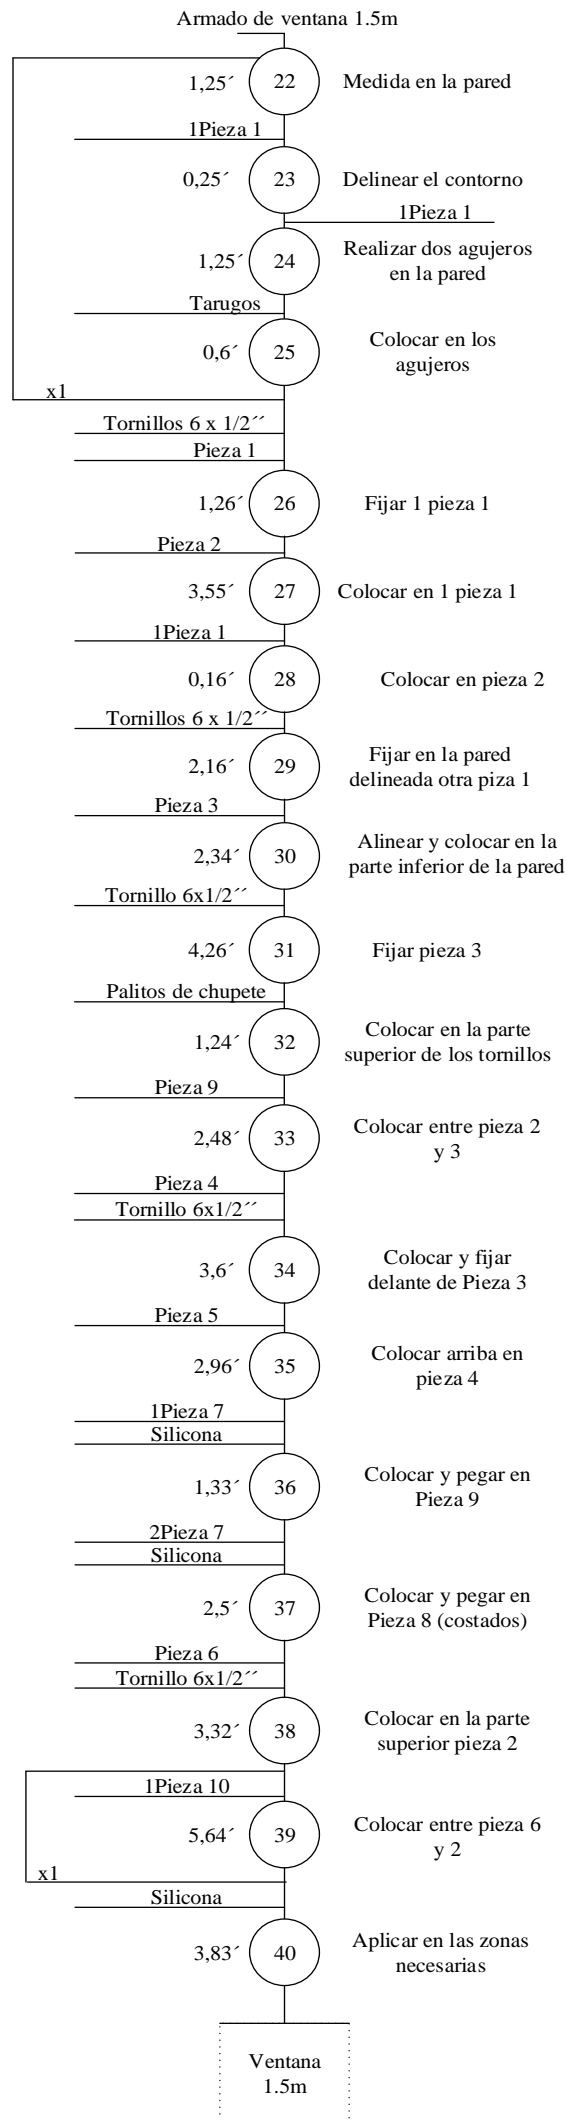 Armado de ventana 1.5m
1,25´
22
Medida en la pared
1Pieza 1
0,25´
23
Delinear el contorno
1Pieza 1
1,25´
24
Realizar dos agujeros
en la pared
Tarugos
0,6´
25
Colocar en los
agujeros
x1
Tornillos 6 x 1/2´´
Pieza 1
1,26´
26
Fijar 1 pieza 1
Pieza 2
3,55´
27
Colocar en 1 pieza 1
1Pieza 1
0,16´
28
Colocar en pieza 2
Tornillos 6 x 1/2´´
2,16´
29
Fijar en la pared
delineada otra piza 1
Pieza 3
2,34´
30
Alinear y colocar en la
parte inferior de la pared
Tornillo 6x1/2´´
4,26´
31
Fijar pieza 3
Palitos de chupete
1,24´
32
Colocar en la parte
superior de los tornillos
Pieza 9
2,48´
33
Colocar entre pieza 2
y 3
Pieza 4
Tornillo 6x1/2´´
3,6´
34
Colocar y fijar
delante de Pieza 3
Pieza 5
2,96´
35
Colocar arriba en
pieza 4
1Pieza 7
Silicona
1,33´
36
Colocar y pegar en
Pieza 9
2Pieza 7
Silicona
2,5´
37
Colocar y pegar en
Pieza 8 (costados)
Pieza 6
Tornillo 6x1/2´´
3,32´
38
Colocar en la parte
superior pieza 2
1Pieza 10
5,64´
39
Colocar entre pieza 6
y 2
x1
Silicona
3,83´
40
Aplicar en las zonas
necesarias
Ventana
1.5m